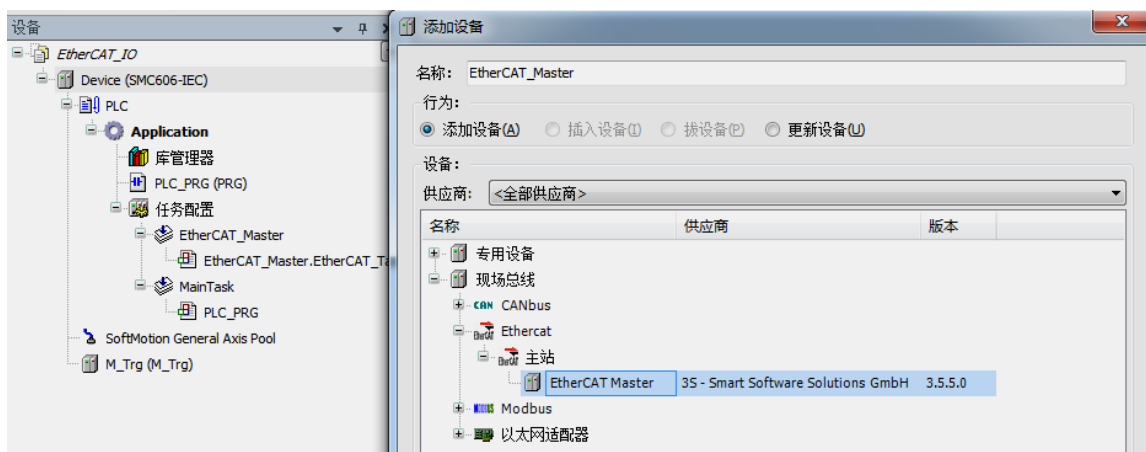 设备
EtherCAT_IO
Device (SMC606-IEC)
PLC
Application
库管理器
PLC_PRG (PRG)
任务配置
EtherCAT_Master
EtherCAT_Master.EtherCAT_Ta
MainTask
PLC_PRG
SoftMotion General Axis Pool
M_Trg (M_Trg)
添加设备
名称: EtherCAT_Master
行为:
添加设备(A) 插入设备(I) 拔设备(P) 更新设备(U)
设备:
供应商: <全部供应商>
名称 供应商 版本
专用设备
现场总线
CAN CANbus
EtherCAT Ethercat
EtherCAT 主站
EtherCAT Master 3S - Smart Software Solutions GmbH 3.5.5.0
MODBUS Modbus
以太网适配器